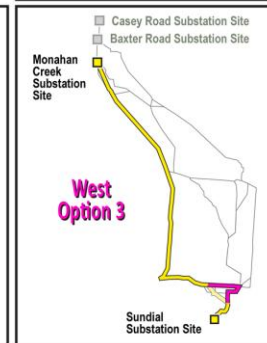 Casey Road Substation Site
Baxter Road Substation Site
Monahan
Creek
Substation
Site
West
Option 3
Sundial
Substation Site